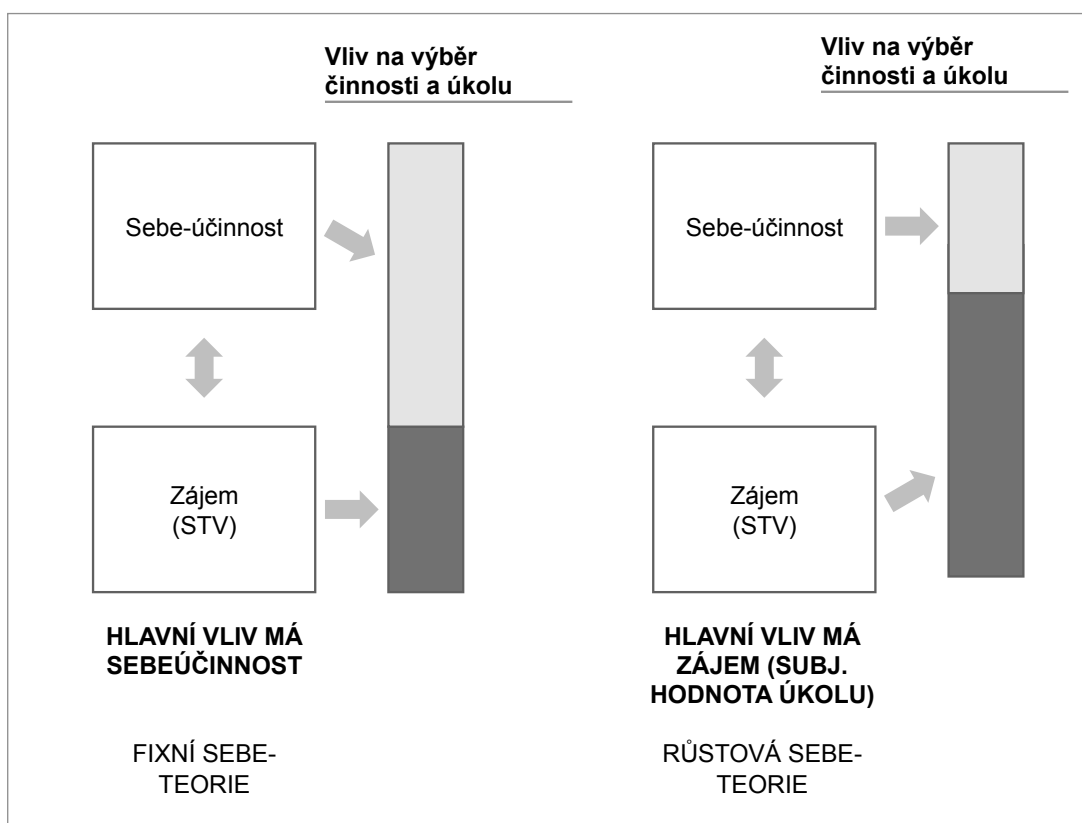 Vliv na výběr
činnosti a úkolu
Sebe-účinnost
Zájem
(STV)
HLAVNÍ VLIV MÁ
SEBEÚČINNOST
FIXNÍ SEBE-
TEORIE
Vliv na výběr
činnosti a úkolu
Sebe-účinnost
Zájem
(STV)
HLAVNÍ VLIV MÁ
ZÁJEM (SUBJ.
HODNOTA ÚKOLU)
RŮSTOVÁ SEBE-
TEORIE